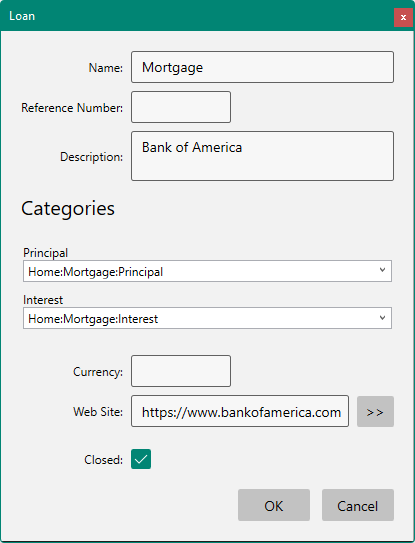 Loan
x
Name: Mortgage
Reference Number:
Description: Bank of America
Categories
Principal
Home:Mortgage:Principal
Interest
Home:Mortgage:Interest
Currency:
Web Site: https://www.bankofamerica.com >>
Closed:
OK Cancel